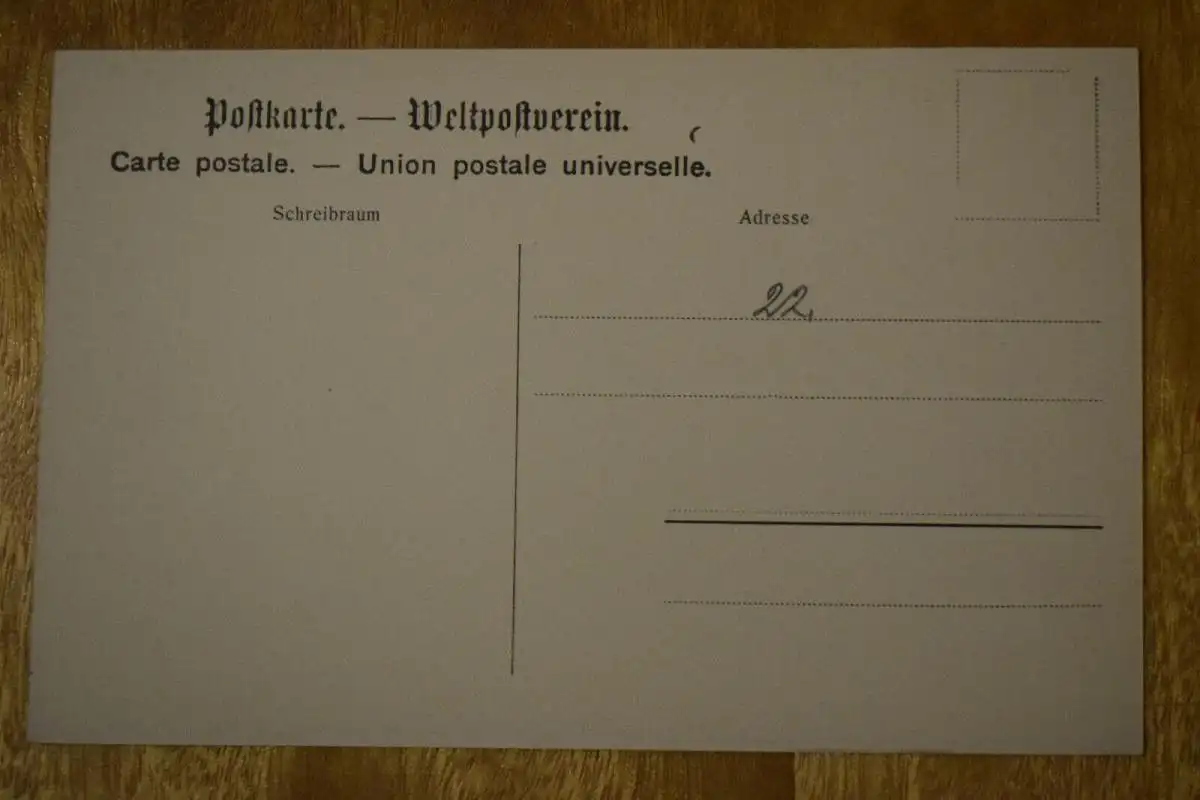 Postkarte. — Weltpostverein.
Carte postale. — Union postale universelle.
Schreibraum
Adresse
22.